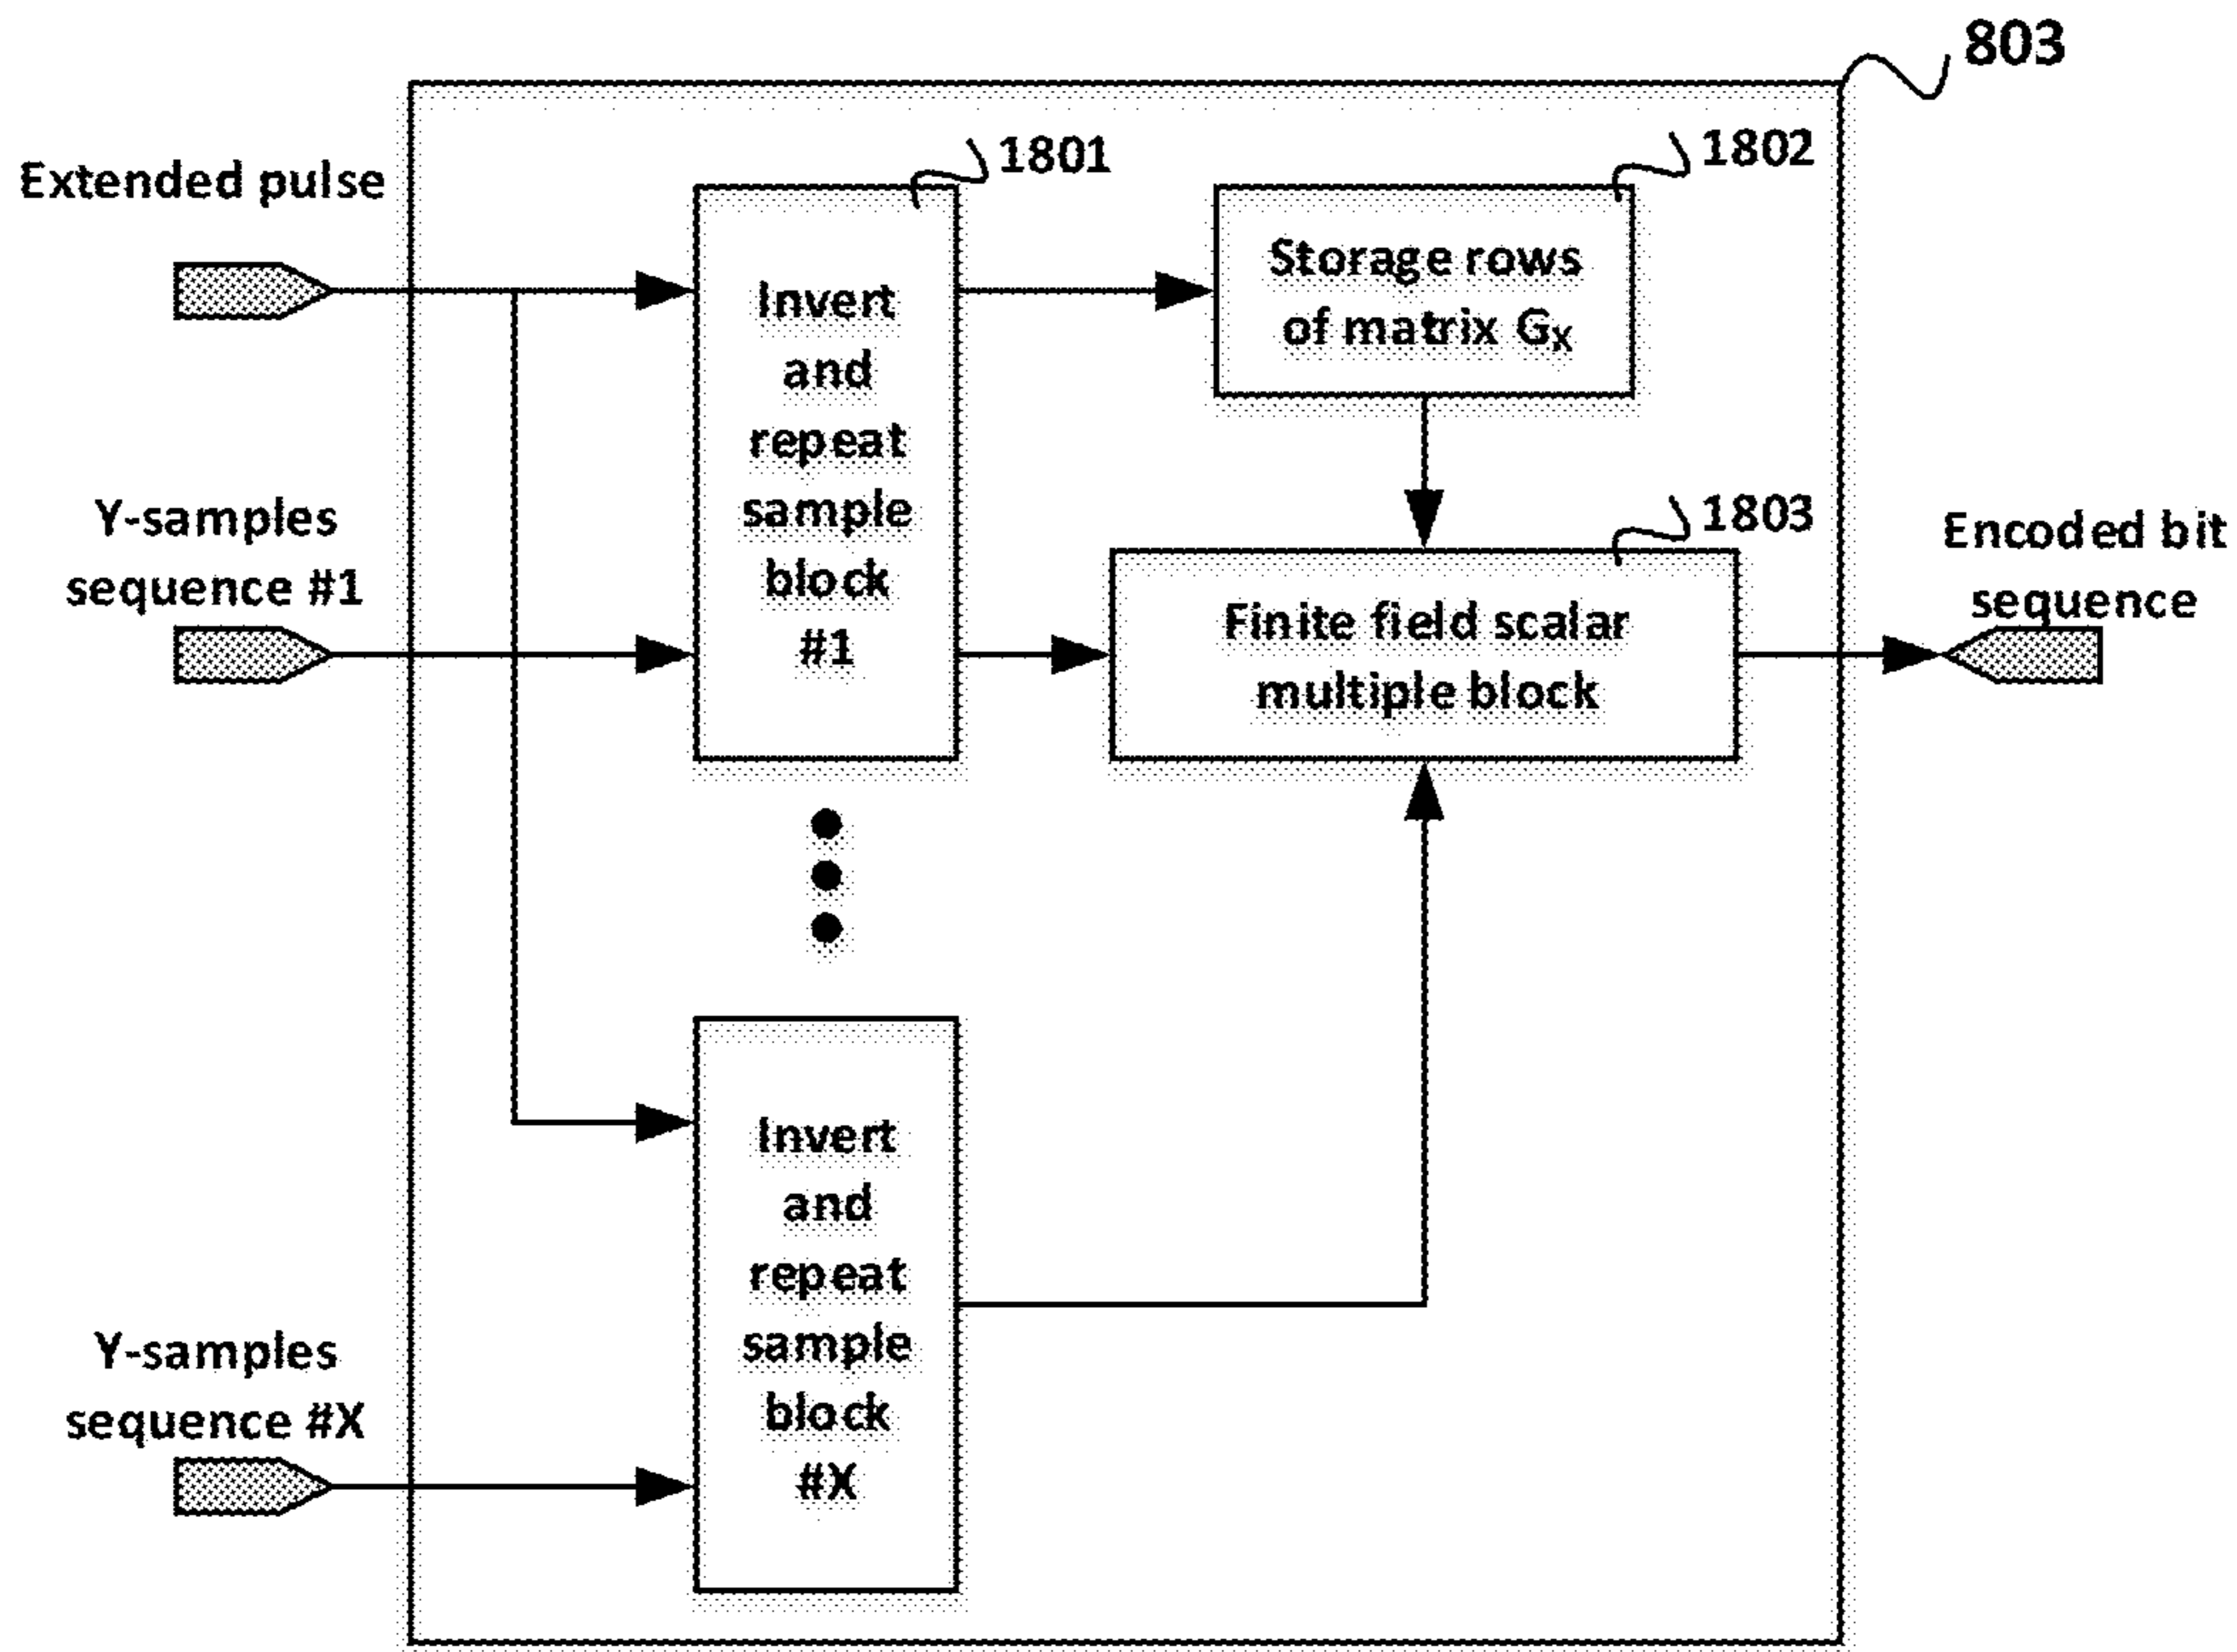 803
Extended pulse
1801
1802
Invert
and
repeat
sample
block
#1
Storage rows
of matrix GX
Y-samples
sequence #1
1803
Finite field scalar
multiple block
Encoded bit
sequence
Invert
and
repeat
sample
block
#X
Y-samples
sequence #X